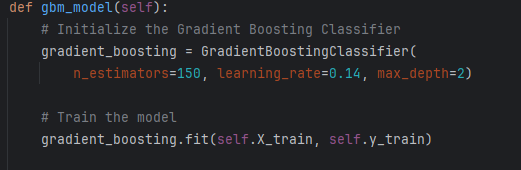 def gbm_model(self):
    # Initialize the Gradient Boosting Classifier
    gradient_boosting = GradientBoostingClassifier(
        n_estimators=150, learning_rate=0.14, max_depth=2)
    # Train the model
    gradient_boosting.fit(self.X_train, self.y_train)